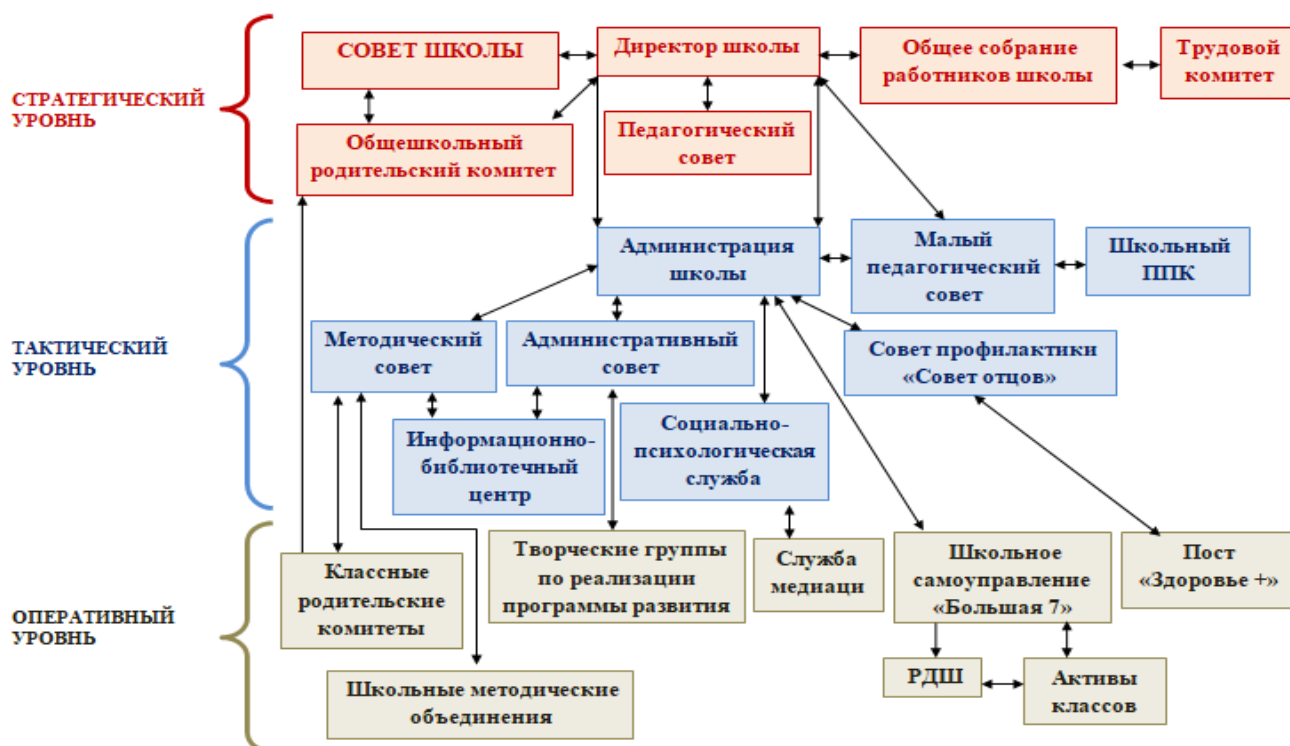 СОВЕТ ШКОЛЫ
Директор школы
Общее собрание
работников школы
Трудовой
комитет
СТРАТЕГИЧЕСКИЙ
УРОВНЬ
Общешкольный
родительский комитет
Педагогический
совет
Администрация
школы
Малый
педагогический
совет
Школьный
ППК
ТАКТИЧЕСКИЙ
УРОВНЬ
Методический
совет
Административный
совет
Совет профилактики
«Совет отцов»
Информационно-
библиотечный
центр
Социально-
психологическая
служба
ОПЕРАТИВНЫЙ
УРОВНЬ
Классные
родительские
комитеты
Творческие группы
по реализации
программы развития
Служба
медиаци
Школьное
самоуправление
«Большая 7»
Пост
«Здоровье +»
Школьные методические
объединения
РДШ
Активы
классов